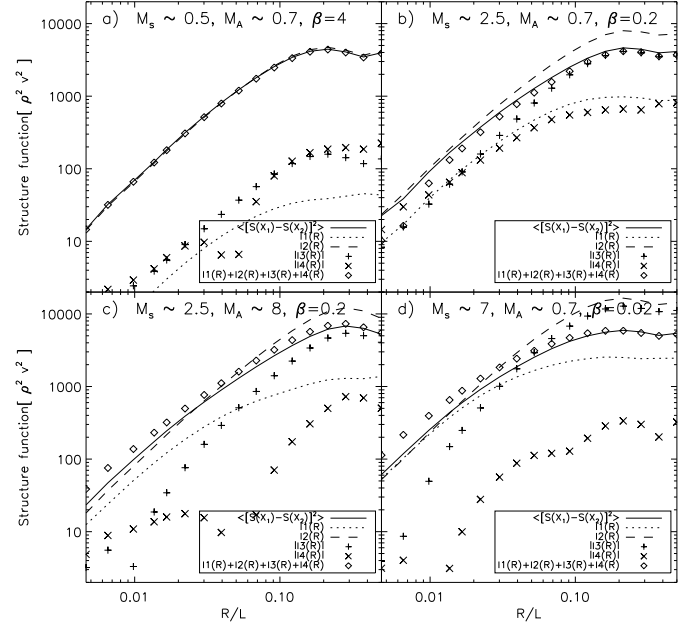 a) Mₛ ~ 0.5, M_A ~ 0.7, β=4
b) Mₛ ~ 2.5, M_A ~ 0.7, β=0.2
10000
1000
100
10
Structure function[ ρ² v² ]
<[S(X₁)−S(X₂)]²>
I1(R)
I2(R)
|I3(R)|
|I4(R)|
I1(R)+I2(R)+I3(R)+I4(R)
<[S(X₁)−S(X₂)]²>
I1(R)
I2(R)
|I3(R)|
|I4(R)|
I1(R)+I2(R)+I3(R)+I4(R)
c) Mₛ ~ 2.5, M_A ~ 8, β=0.2
d) Mₛ ~ 7, M_A ~ 0.7, β=0.02
10000
1000
100
10
Structure function[ ρ² v² ]
<[S(X₁)−S(X₂)]²>
I1(R)
I2(R)
|I3(R)|
|I4(R)|
I1(R)+I2(R)+I3(R)+I4(R)
<[S(X₁)−S(X₂)]²>
I1(R)
I2(R)
|I3(R)|
|I4(R)|
I1(R)+I2(R)+I3(R)+I4(R)
0.01 0.10
0.01 0.10
R/L
R/L